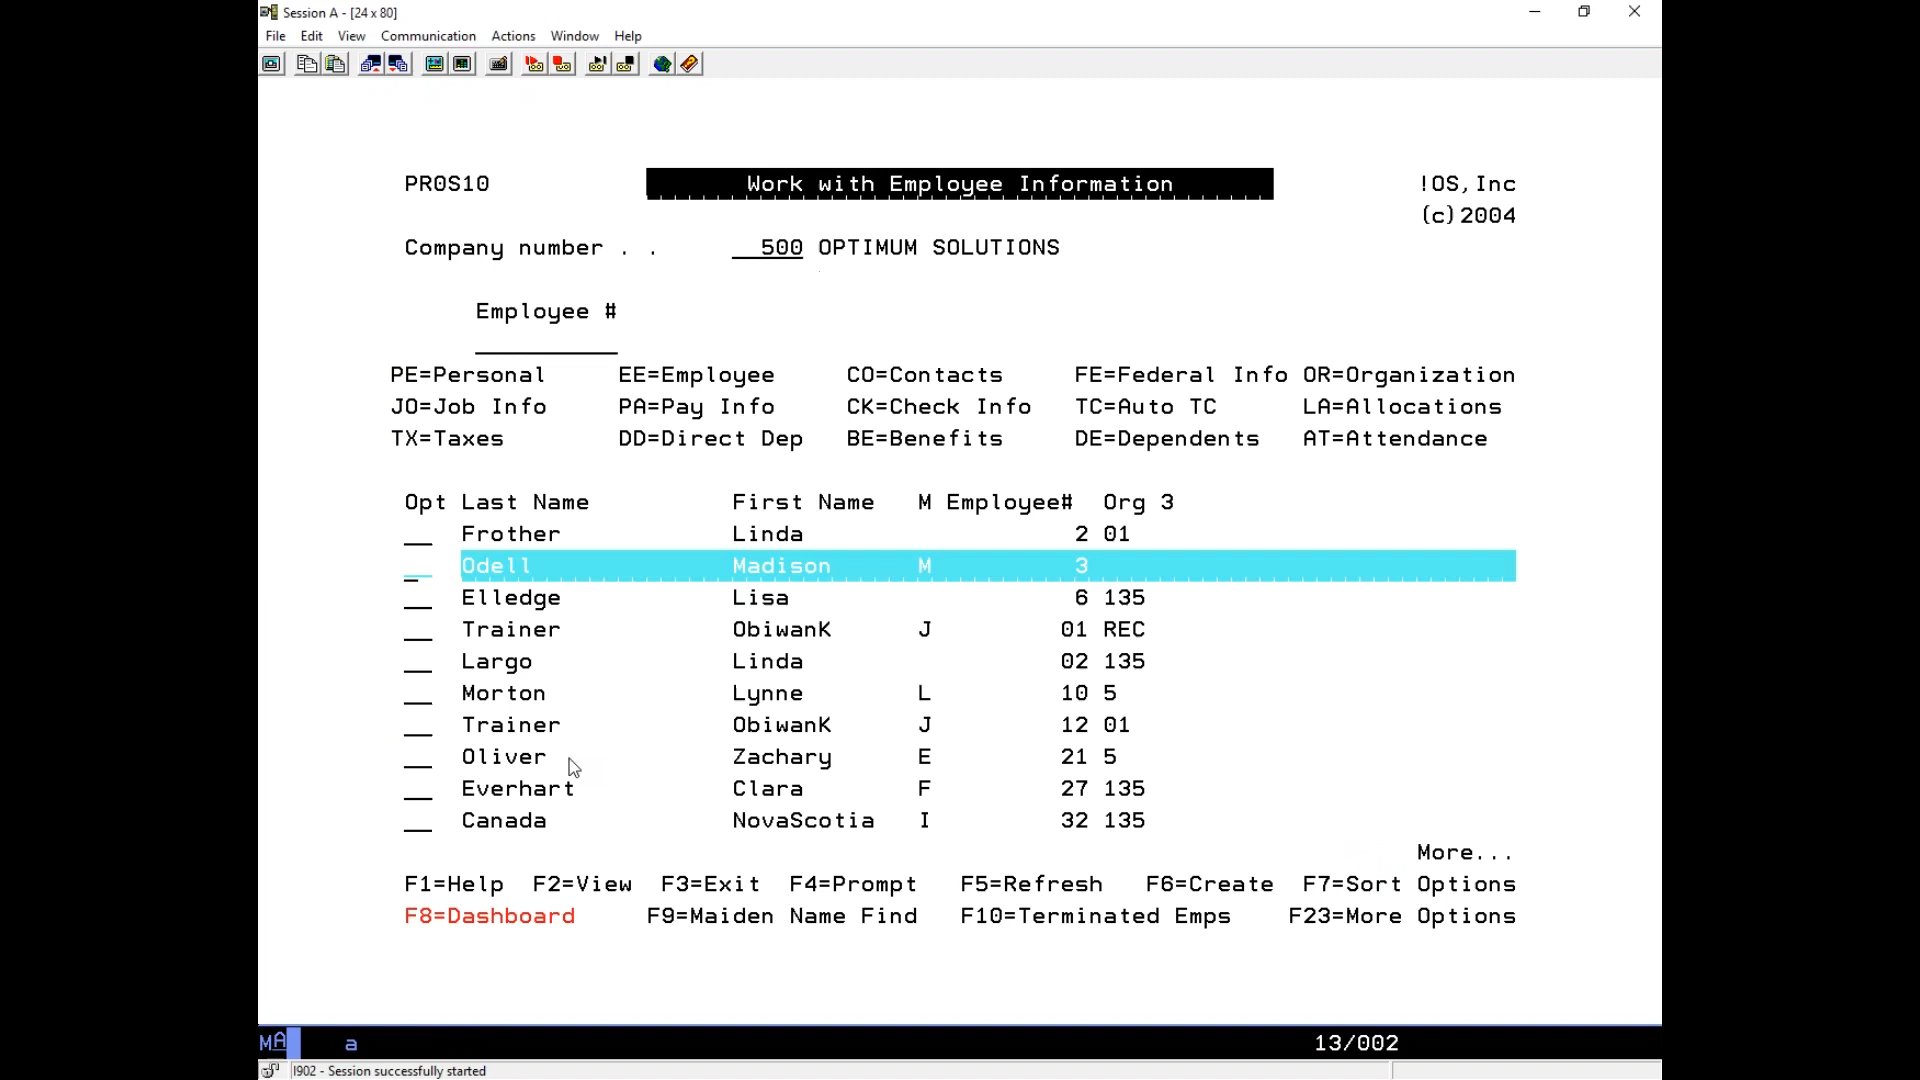 Session A - [24 x 80]
File Edit View Communication Actions Window Help
PR0S10 Work with Employee Information !OS,Inc
(c)2004
Company number . . 500 OPTIMUM SOLUTIONS
Employee #
PE=Personal EE=Employee CO=Contacts FE=Federal Info OR=Organization
JO=Job Info PA=Pay Info CK=Check Info TC=Auto TC LA=Allocations
TX=Taxes DD=Direct Dep BE=Benefits DE=Dependents AT=Attendance
Opt Last Name First Name M Employee# Org 3
Frother Linda 2 01
Odell Madison M 3
Elledge Lisa 6 135
Trainer ObiwanK J 01 REC
Largo Linda 02 135
Morton Lynne L 10 5
Trainer ObiwanK J 12 01
Oliver Zachary E 21 5
Everhart Clara F 27 135
Canada NovaScotia I 32 135
More...
F1=Help F2=View F3=Exit F4=Prompt F5=Refresh F6=Create F7=Sort Options
F8=Dashboard F9=Maiden Name Find F10=Terminated Emps F23=More Options
MA a 13/002
I902 - Session successfully started